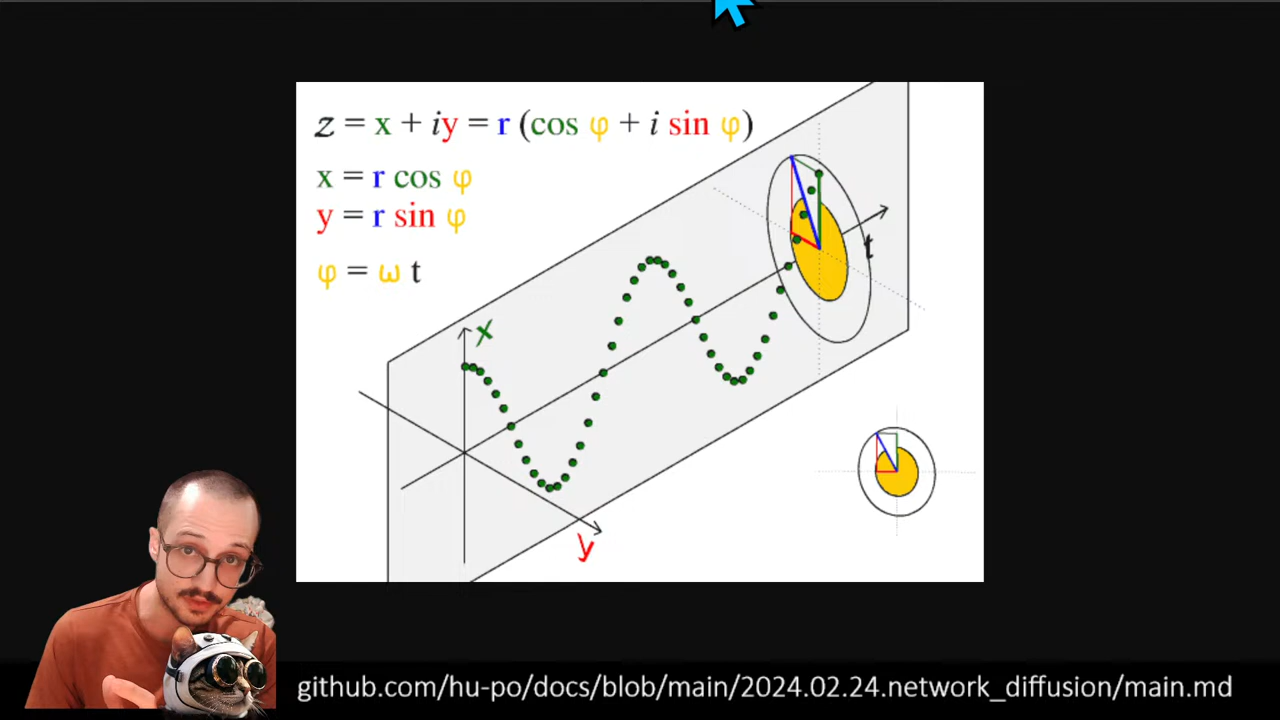 z = x + iy = r (cos φ + i sin φ)
x = r cos φ
y = r sin φ
φ = ω t
t
x
y
github.com/hu-po/docs/blob/main/2024.02.24.network_diffusion/main.md